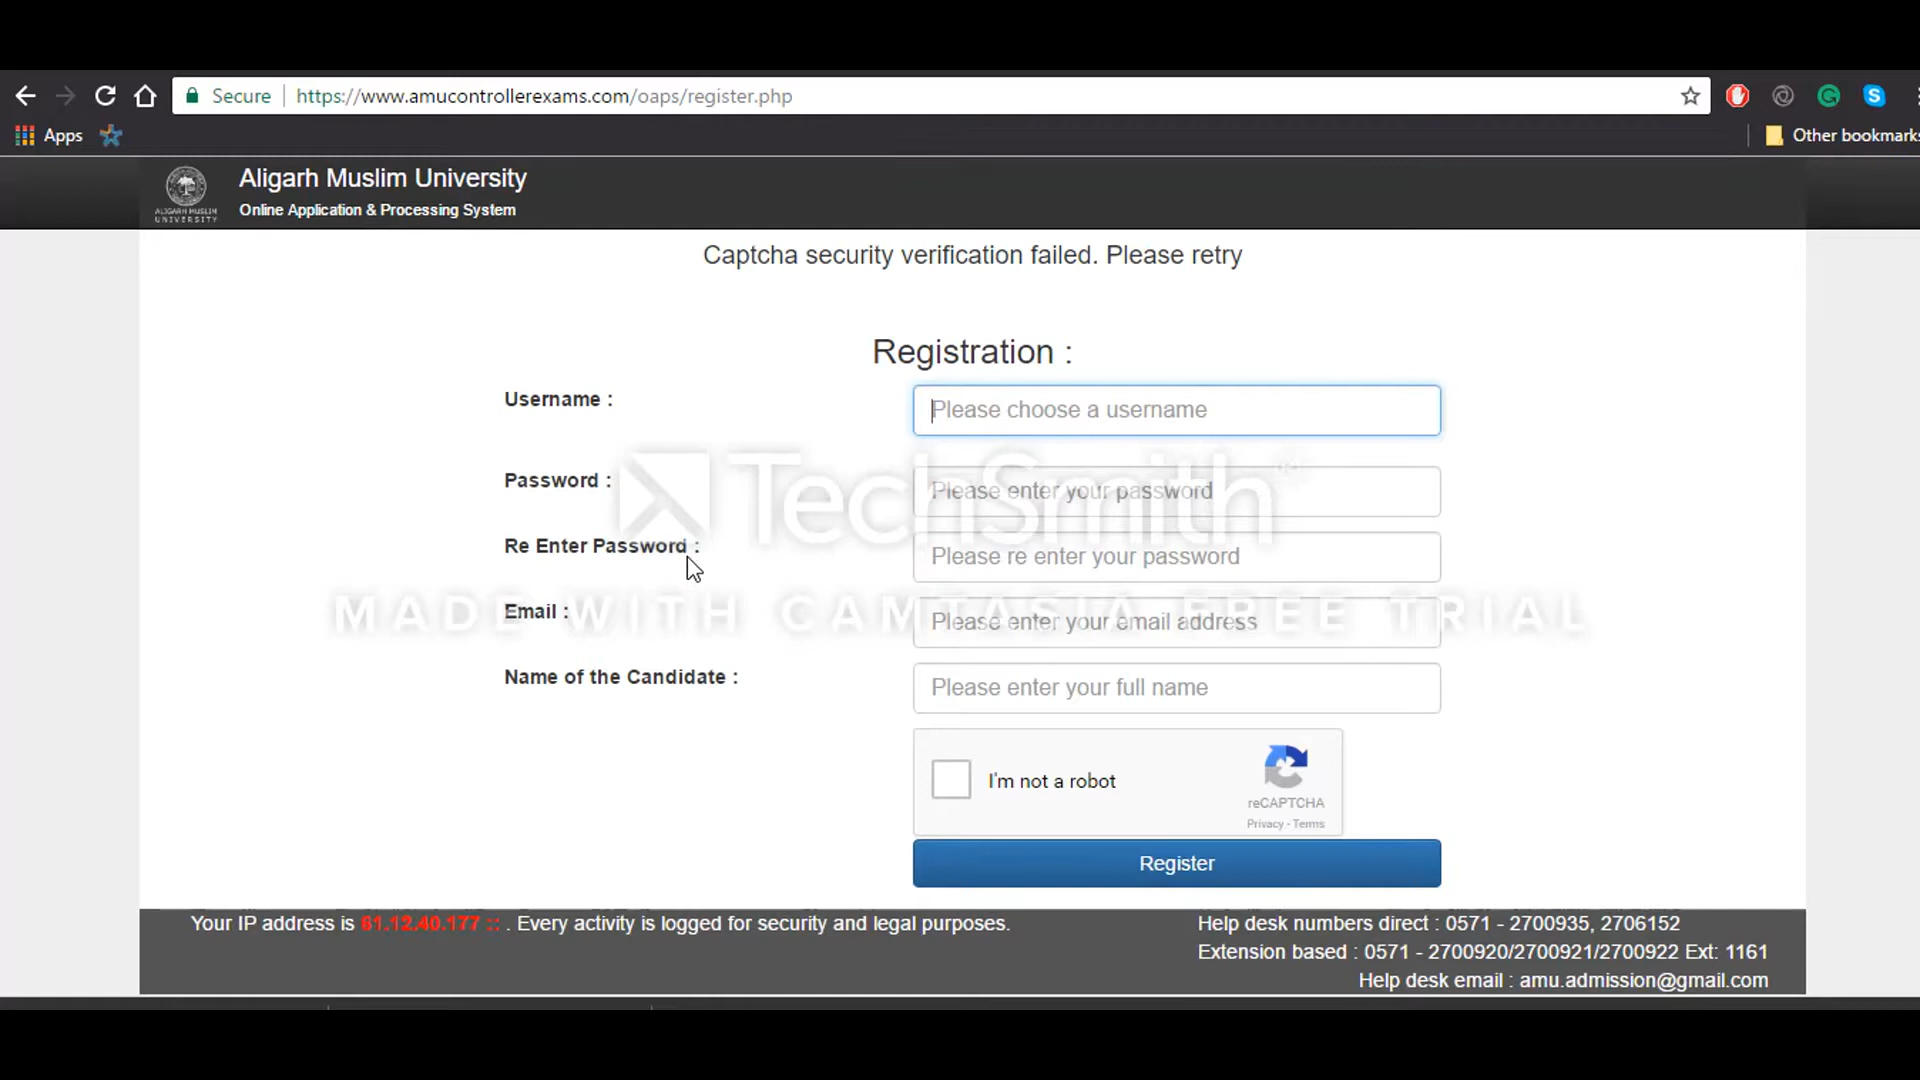 Secure https://www.amucontrollerexams.com/oaps/register.php
Apps
Other bookmarks
ALIGARH MUSLIM
UNIVERSITY
Aligarh Muslim University
Online Application & Processing System
Captcha security verification failed. Please retry
Registration :
Username :
Please choose a username
Password :
Please enter your password
TechSmith
Re Enter Password :
Please re enter your password
MADE WITH CAMTASIA FREE TRIAL
Email :
Please enter your email address
Name of the Candidate :
Please enter your full name
I'm not a robot
reCAPTCHA
Privacy - Terms
Register
Your IP address is 61.12.40.177 :: . Every activity is logged for security and legal purposes.
Help desk numbers direct : 0571 - 2700935, 2706152
Extension based : 0571 - 2700920/2700921/2700922 Ext: 1161
Help desk email : amu.admission@gmail.com